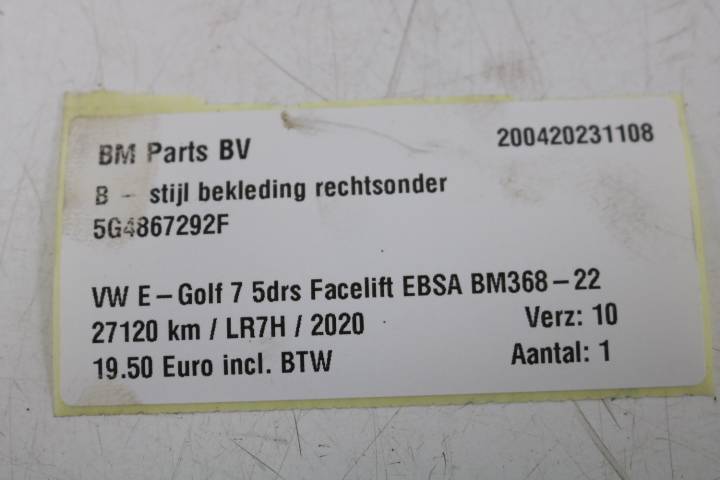 BM Parts BV 200420231108
B - stijl bekleding rechtsonder
5G4867292F
VW E-Golf 7 5drs Facelift EBSA BM368-22
27120 km / LR7H / 2020 Verz: 10
19.50 Euro incl. BTW Aantal: 1